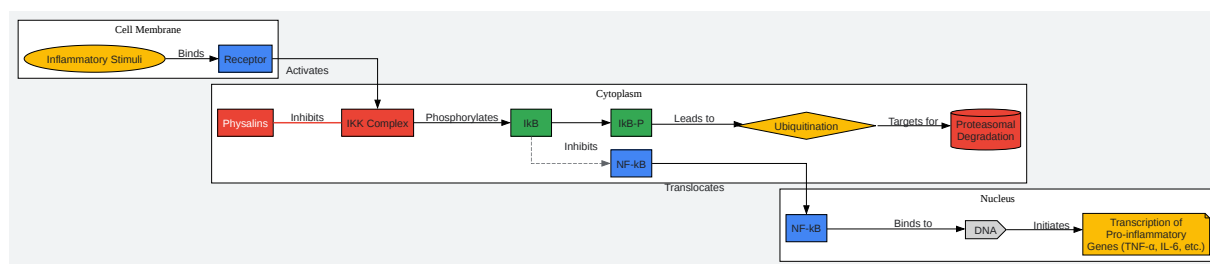 Cell Membrane
Inflammatory Stimuli
Binds
Receptor
Activates
Cytoplasm
Physalins
Inhibits
IKK Complex
Phosphorylates
IkB
IkB-P
Leads to
Ubiquitination
Targets for
Proteasomal
Degradation
Inhibits
NF-kB
Translocates
Nucleus
NF-kB
Binds to
DNA
Initiates
Transcription of
Pro-inflammatory
Genes (TNF-α, IL-6, etc.)